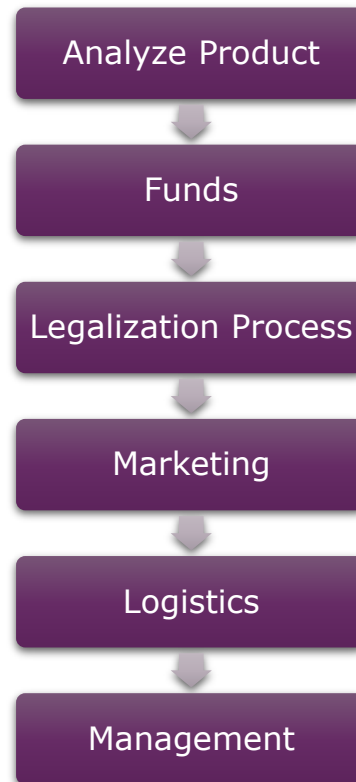 Analyze Product
Funds
Legalization Process
Marketing
Logistics
Management